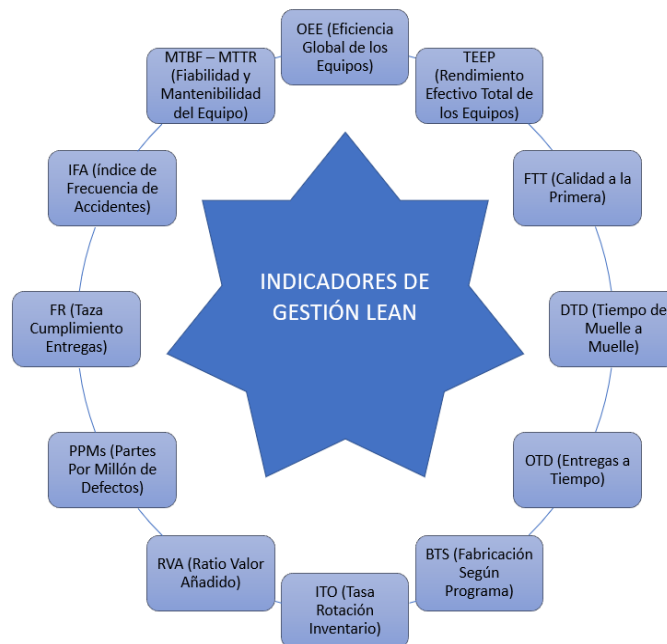 OEE (Eficiencia
Global de los
Equipos)
TEEP
(Rendimiento
Efectivo Total de
los Equipos)
FTT (Calidad a la
Primera)
DTD (Tiempo de
Muelle a
Muelle)
OTD (Entregas a
Tiempo)
BTS (Fabricación
Según
Programa)
ITO (Tasa
Rotación
Inventario)
RVA (Ratio Valor
Añadido)
PPMs (Partes
Por Millón de
Defectos)
FR (Taza
Cumplimiento
Entregas)
IFA (índice de
Frecuencia de
Accidentes)
MTBF – MTTR
(Fiabilidad y
Mantenibilidad
del Equipo)
INDICADORES DE
GESTIÓN LEAN